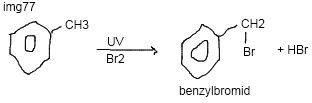 img77
CH3
UV
Br2
CH2
Br
+ HBr
benzylbromid